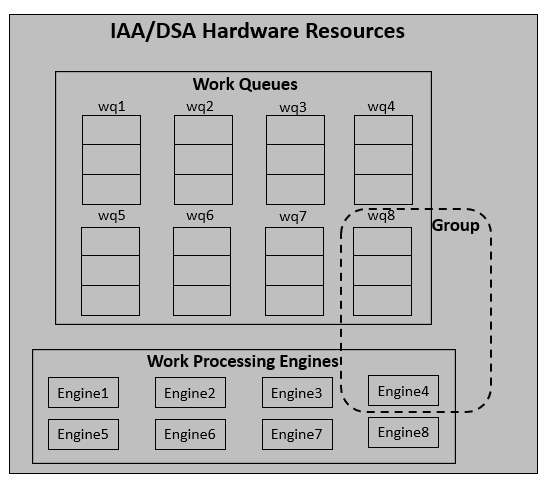 IAA/DSA Hardware Resources
Work Queues
wq1 wq2 wq3 wq4
wq5 wq6 wq7 wq8
Group
Work Processing Engines
Engine1 Engine2 Engine3 Engine4
Engine5 Engine6 Engine7 Engine8